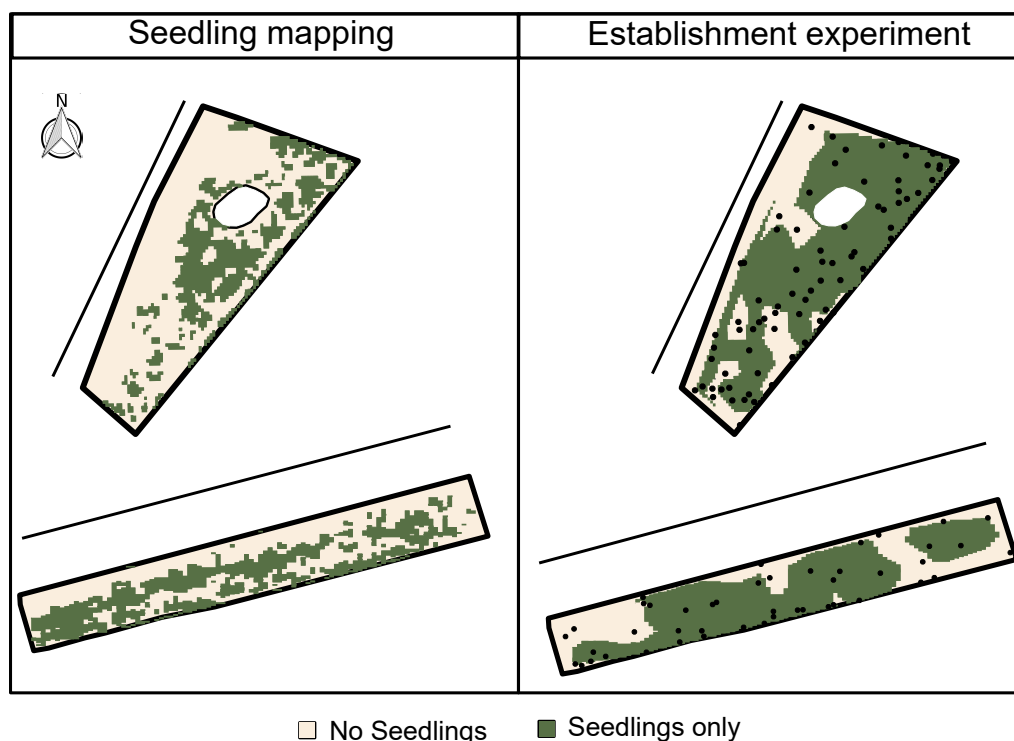 Seedling mapping
Establishment experiment
N
No Seedlings
Seedlings only